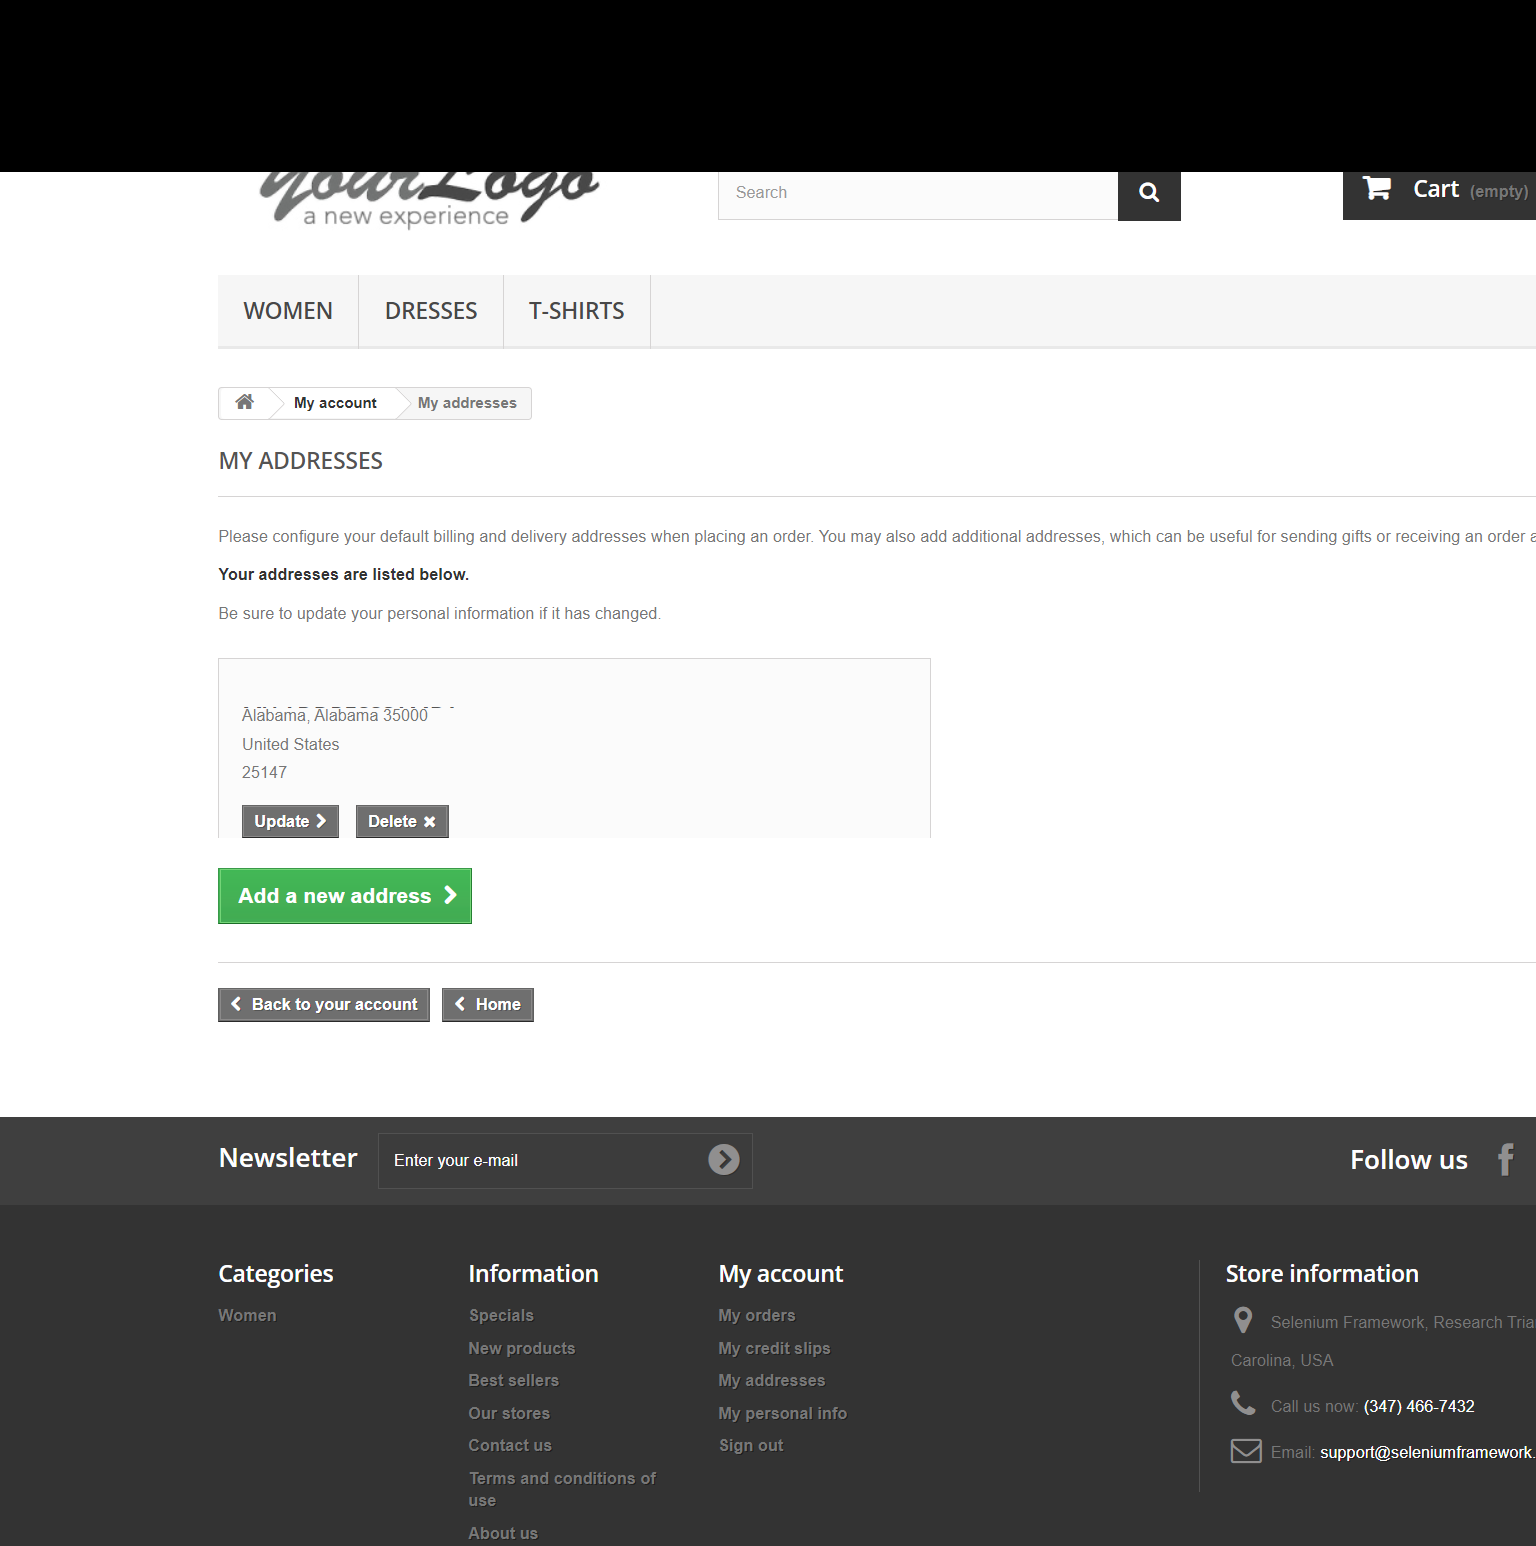 yourLogo
a new experience
Search
Cart (empty)
WOMEN
DRESSES
T-SHIRTS
My account
My addresses
MY ADDRESSES
Please configure your default billing and delivery addresses when placing an order. You may also add additional addresses, which can be useful for sending gifts or receiving an order
Your addresses are listed below.
Be sure to update your personal information if it has changed.
Alabama, Alabama 35000
United States
25147
Update
Delete
Add a new address
Back to your account
Home
Newsletter
Enter your e-mail
Follow us
Categories
Women
Information
Specials
New products
Best sellers
Our stores
Contact us
Terms and conditions of
use
About us
My account
My orders
My credit slips
My addresses
My personal info
Sign out
Store information
Selenium Framework, Research
Carolina, USA
Call us now: (347) 466-7432
Email: support@seleniumframework.